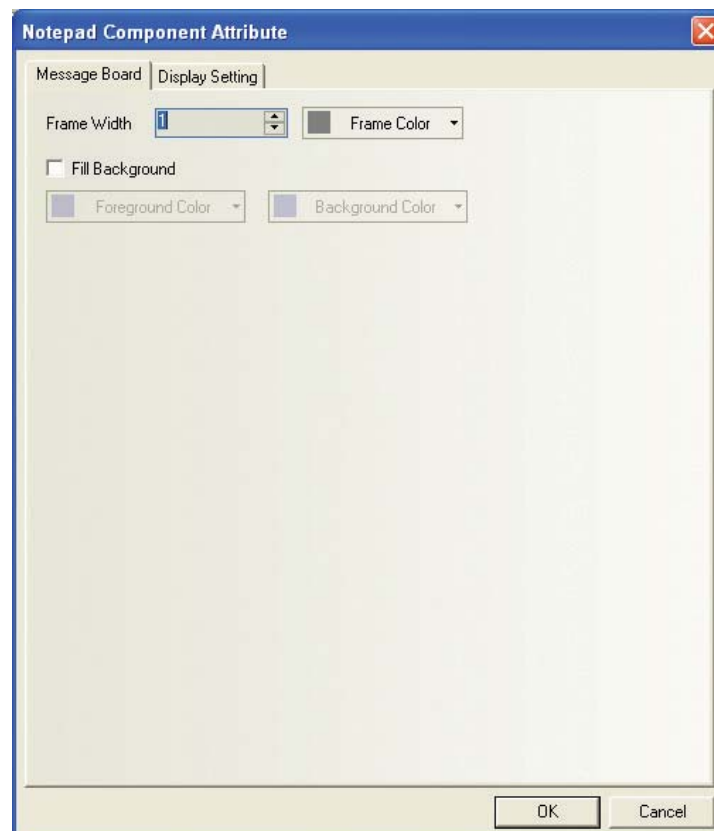 Notepad Component Attribute
Message Board Display Setting
Frame Width 1 Frame Color
Fill Background
Foreground Color Background Color
OK Cancel